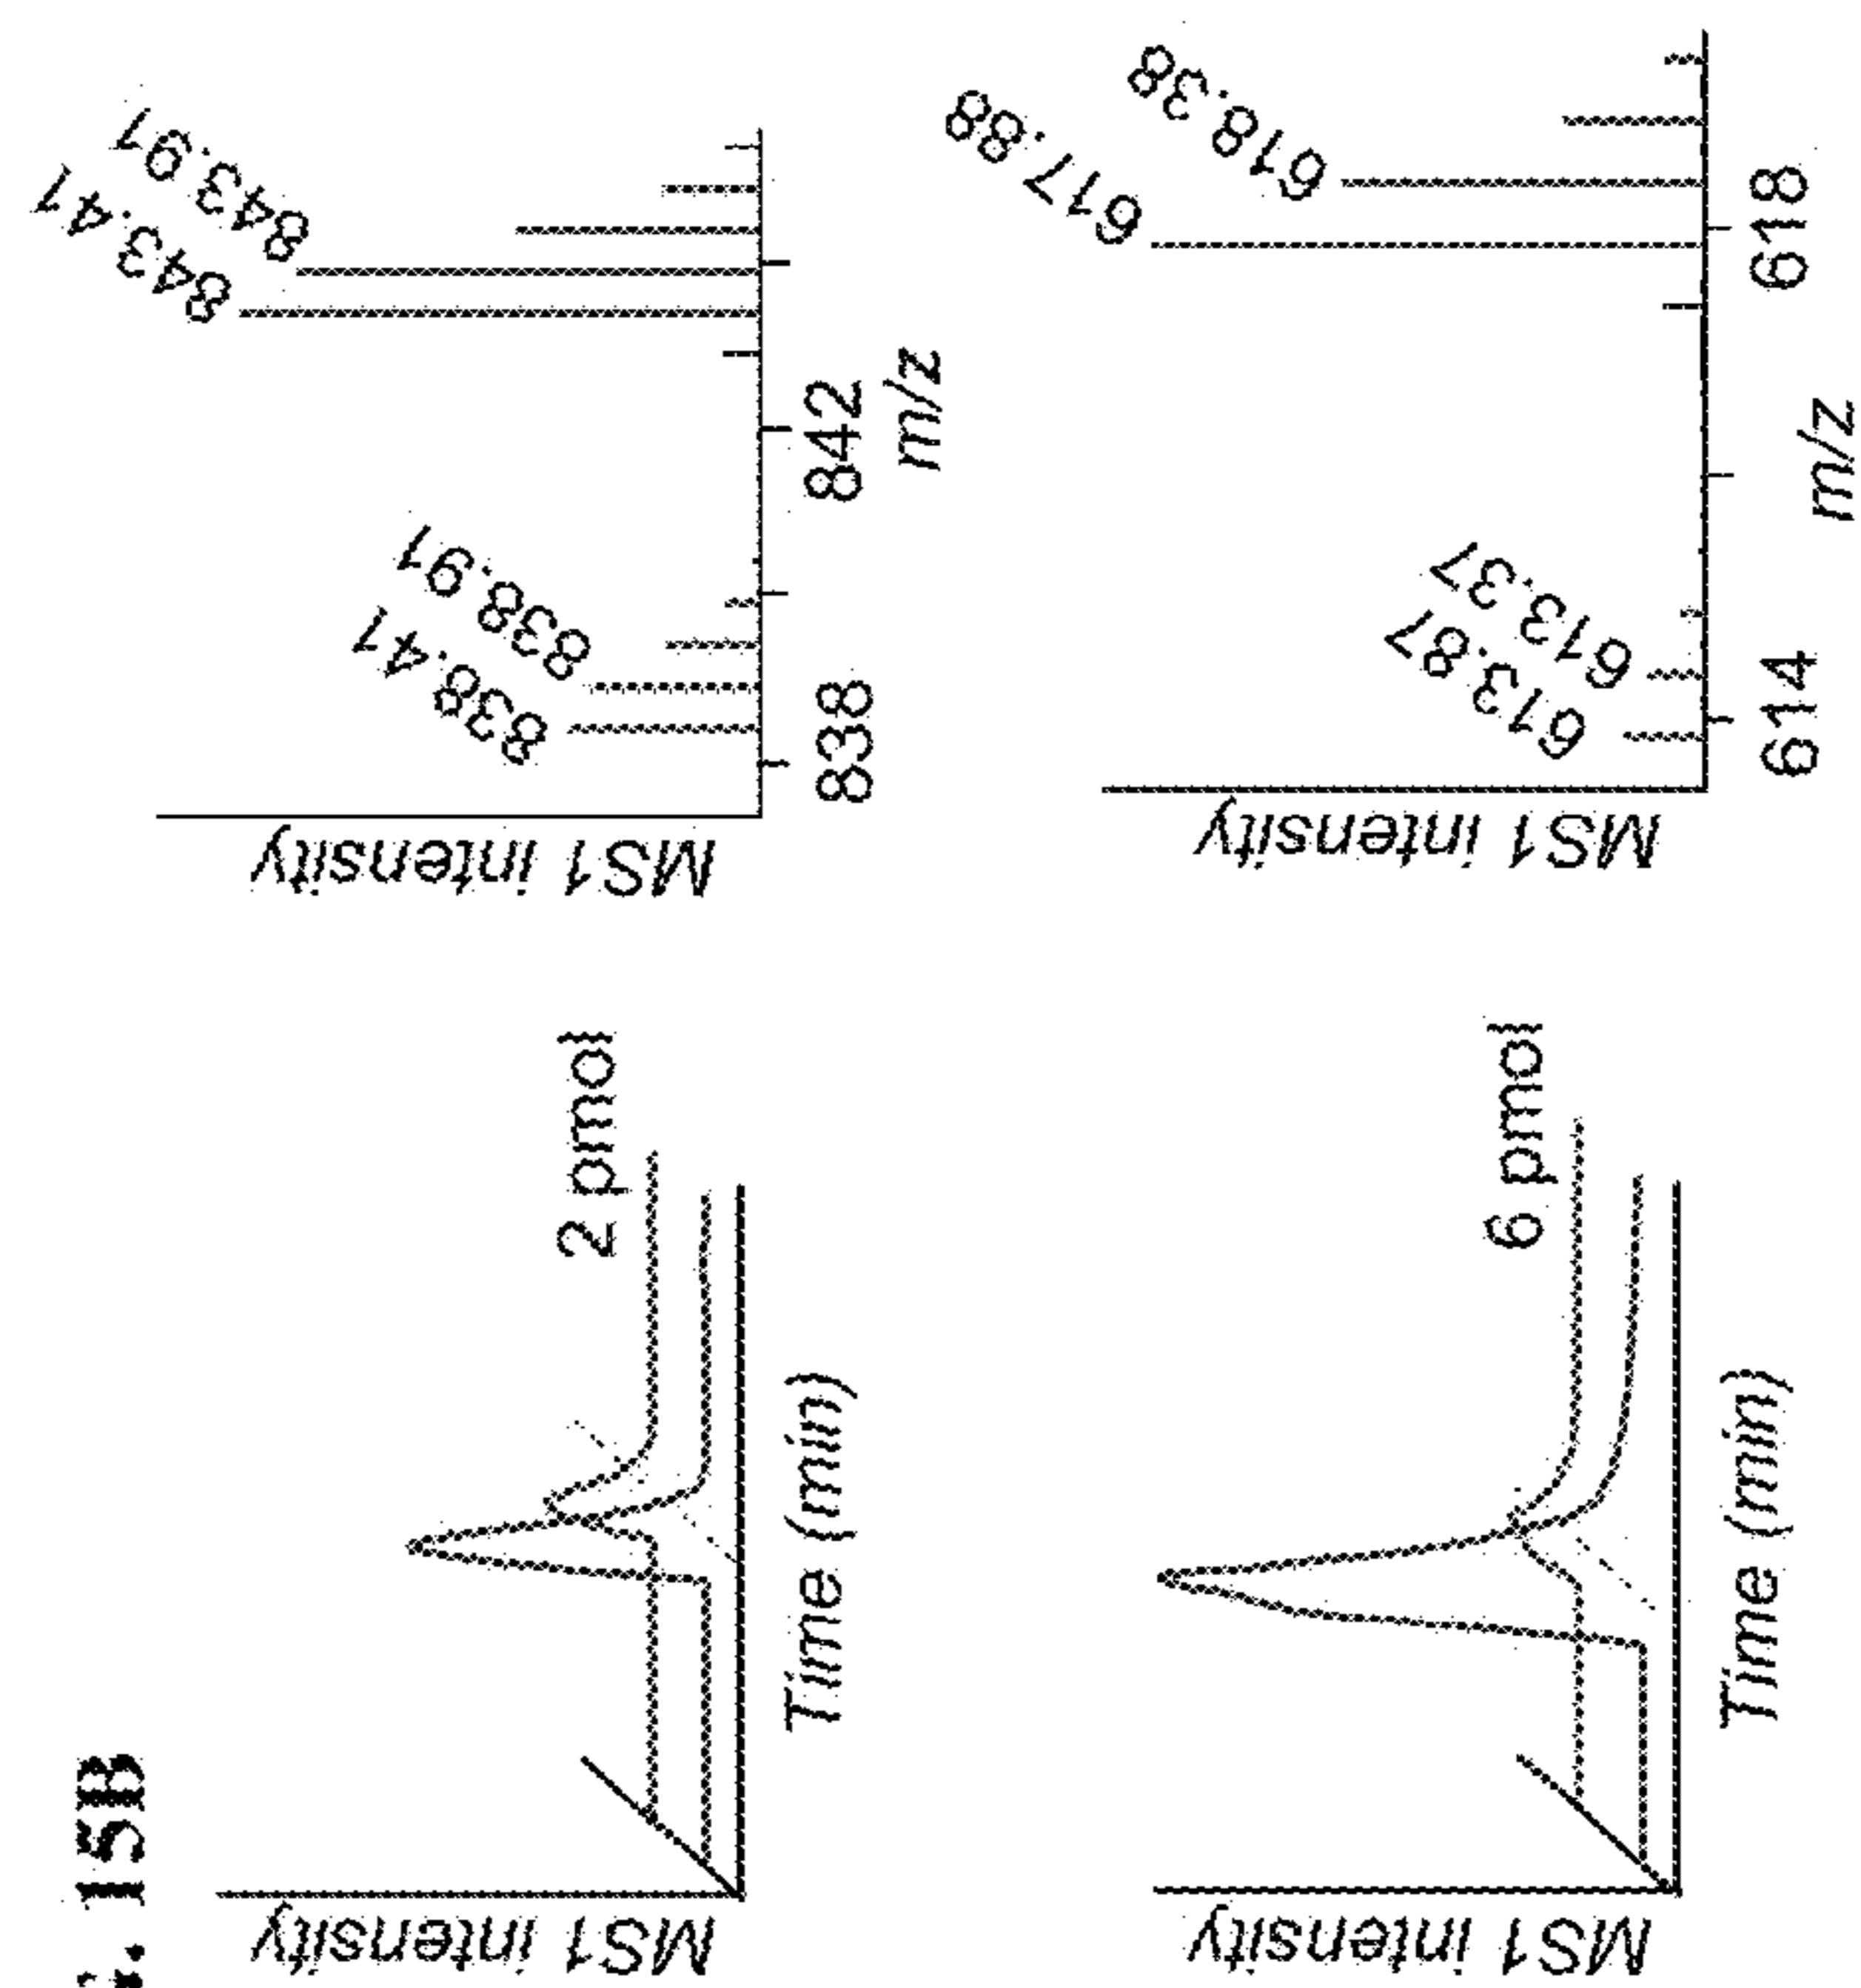 . 15B
MS1 intensity
2 pmol
Time (min)
MS1 intensity
838.41
838.91
843.41
843.91
838
842
m/z
MS1 intensity
6 pmol
Time (min)
MS1 intensity
613.87
613.37
617.88
618.38
614
618
m/z